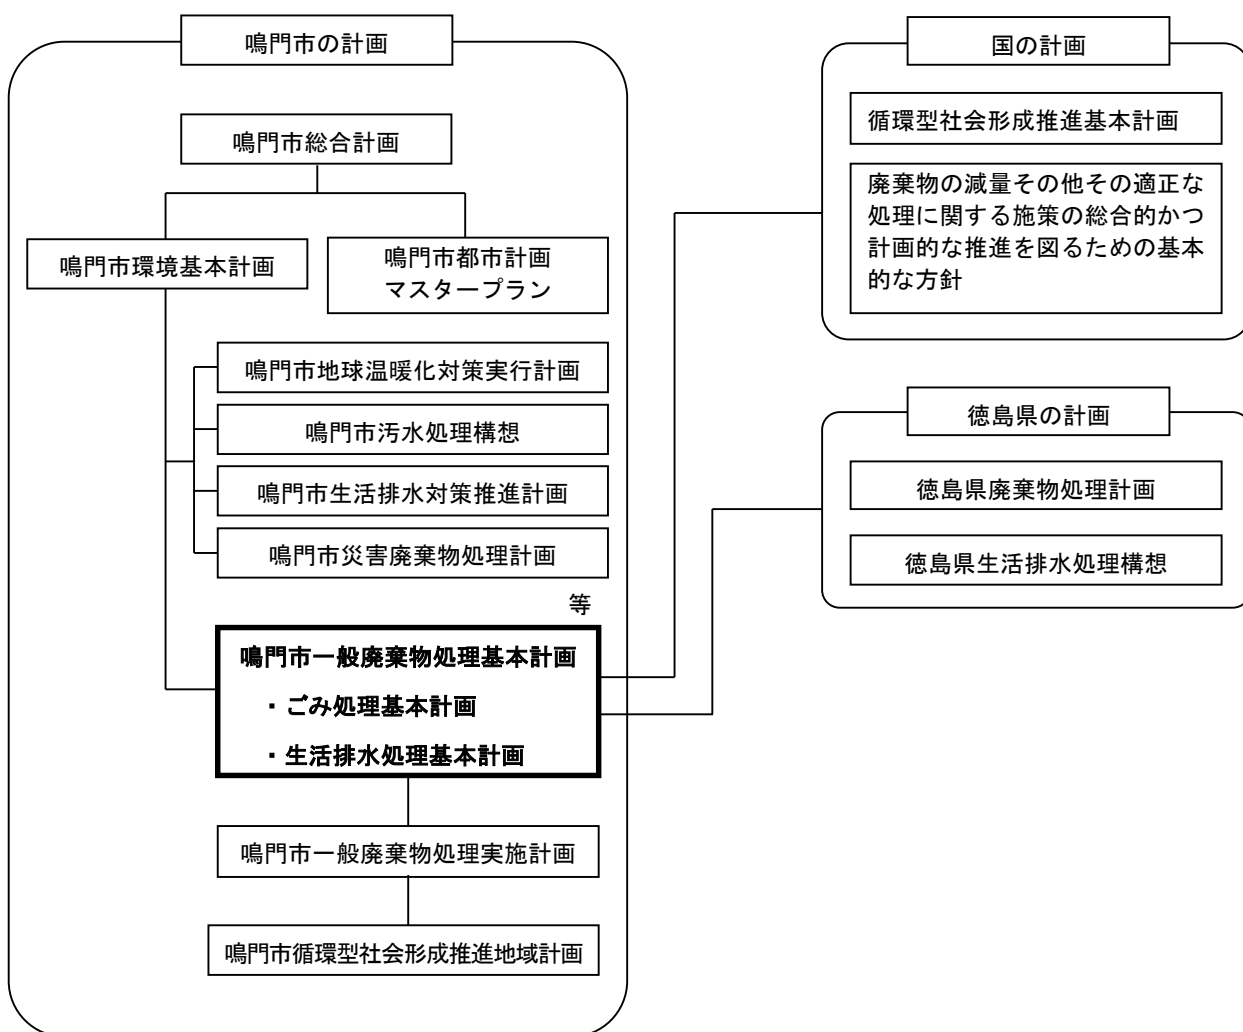 鳴門市の計画
鳴門市総合計画
鳴門市環境基本計画
鳴門市都市計画
マスタープラン
鳴門市地球温暖化対策実行計画
鳴門市汚水処理構想
鳴門市生活排水対策推進計画
鳴門市災害廃棄物処理計画
等
鳴門市一般廃棄物処理基本計画
・ごみ処理基本計画
・生活排水処理基本計画
鳴門市一般廃棄物処理実施計画
鳴門市循環型社会形成推進地域計画
国の計画
循環型社会形成推進基本計画
廃棄物の減量その他その適正な
処理に関する施策の総合的かつ
計画的な推進を図るための基本
的な方針
徳島県の計画
徳島県廃棄物処理計画
徳島県生活排水処理構想